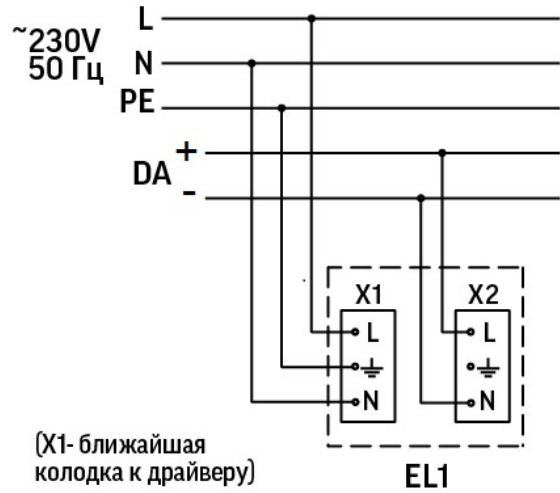 L
~230V
50 Гц
N
PE
+
DA
-
X1 X2
L L
N N
(X1- ближайшая
колодка к драйверу)
EL1